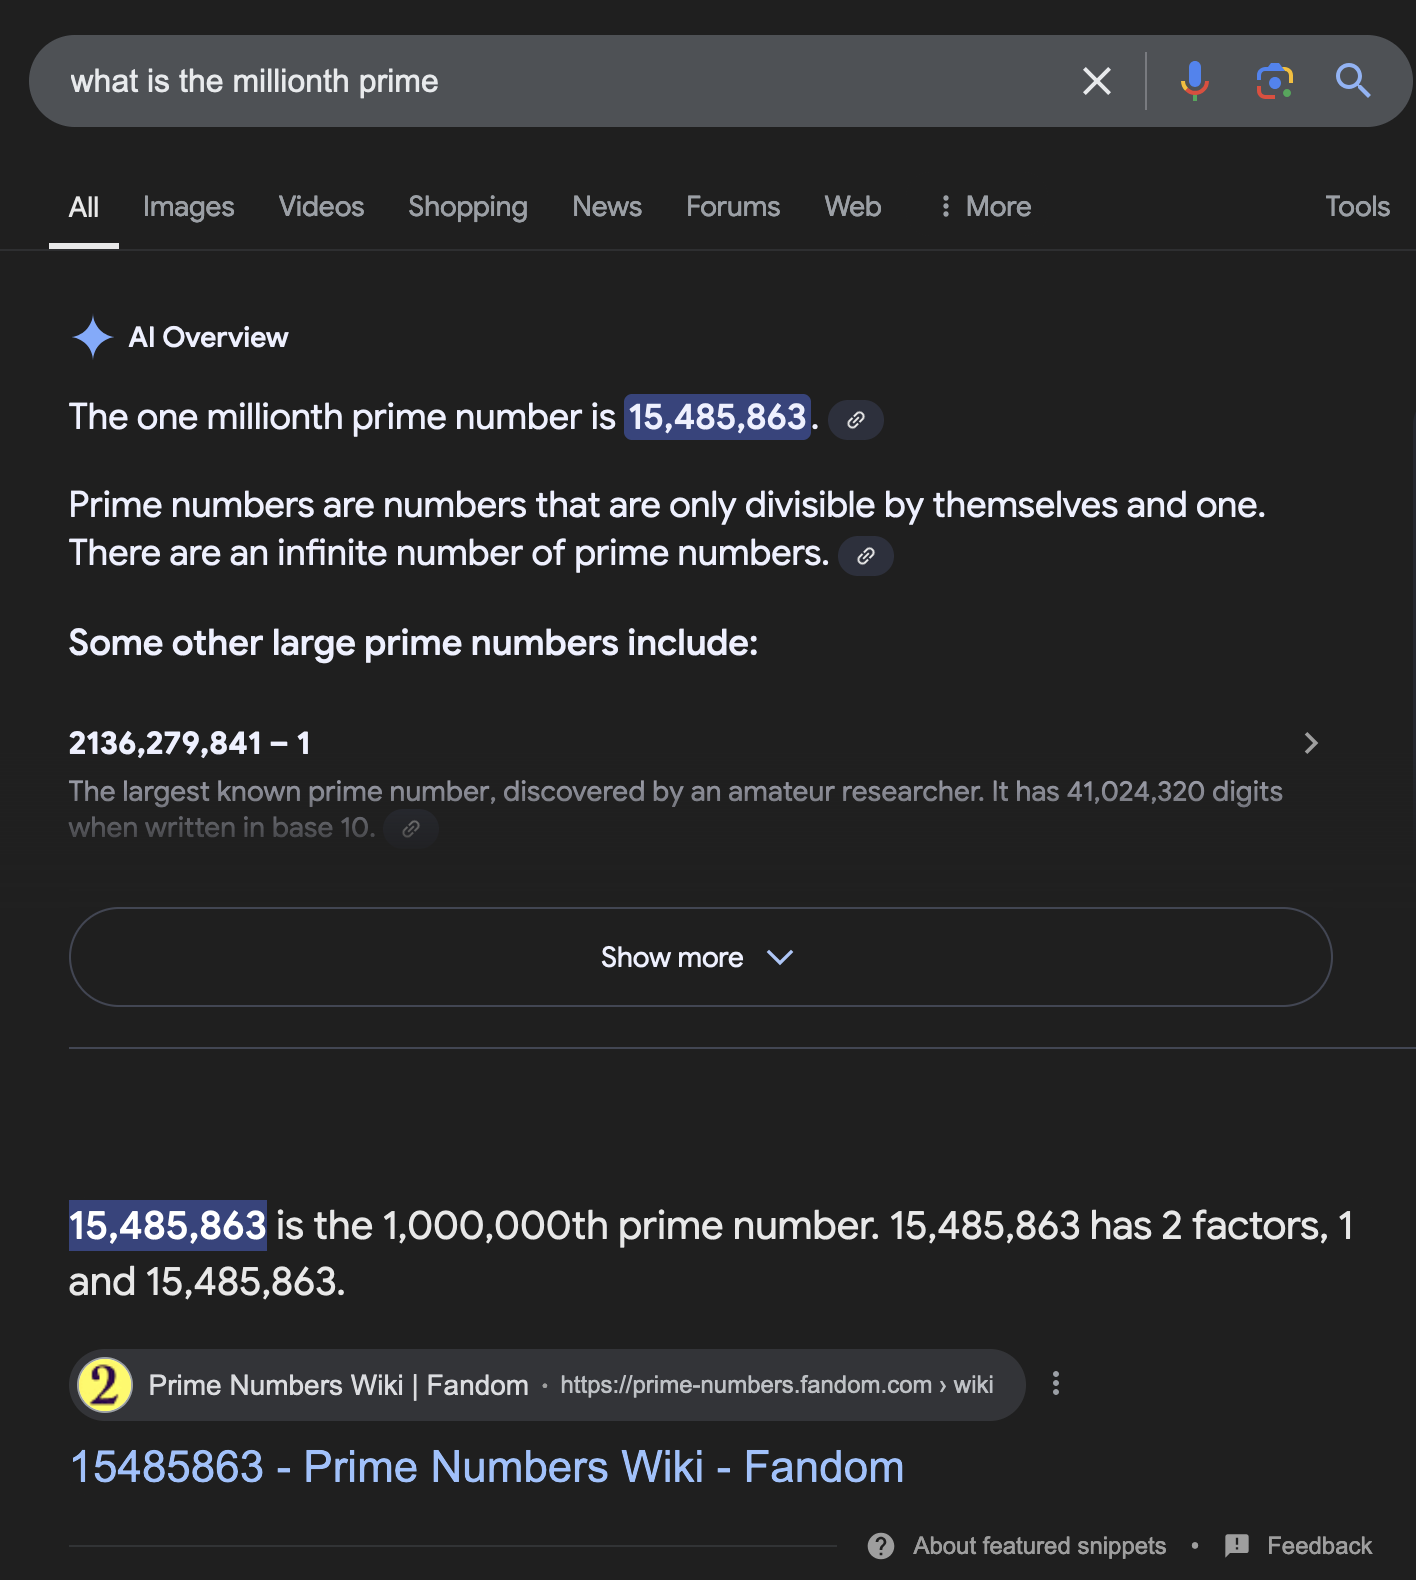 what is the millionth prime
All Images Videos Shopping News Forums Web More Tools
AI Overview
The one millionth prime number is 15,485,863.
Prime numbers are numbers that are only divisible by themselves and one.
There are an infinite number of prime numbers.
Some other large prime numbers include:
2136,279,841 – 1
The largest known prime number, discovered by an amateur researcher. It has 41,024,320 digits
when written in base 10.
Show more
15,485,863 is the 1,000,000th prime number. 15,485,863 has 2 factors, 1
and 15,485,863.
2 Prime Numbers Wiki | Fandom · https://prime-numbers.fandom.com › wiki
15485863 - Prime Numbers Wiki - Fandom
About featured snippets • Feedback